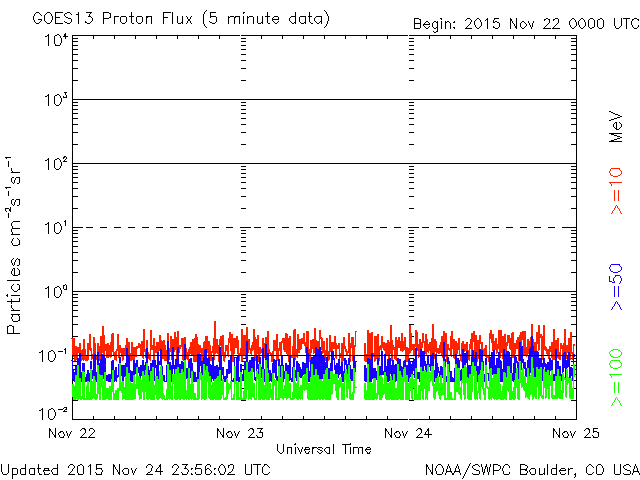 GOES13 Proton Flux (5 minute data)
Begin: 2015 Nov 22 0000 UTC
Particles cm⁻²s⁻¹sr⁻¹
10⁴
10³
10²
10¹
10⁰
10⁻¹
10⁻²
Nov 22
Nov 23
Nov 24
Nov 25
Universal Time
MeV
>=10
>=50
>=100
Updated 2015 Nov 24 23:56:02 UTC
NOAA/SWPC Boulder, CO USA